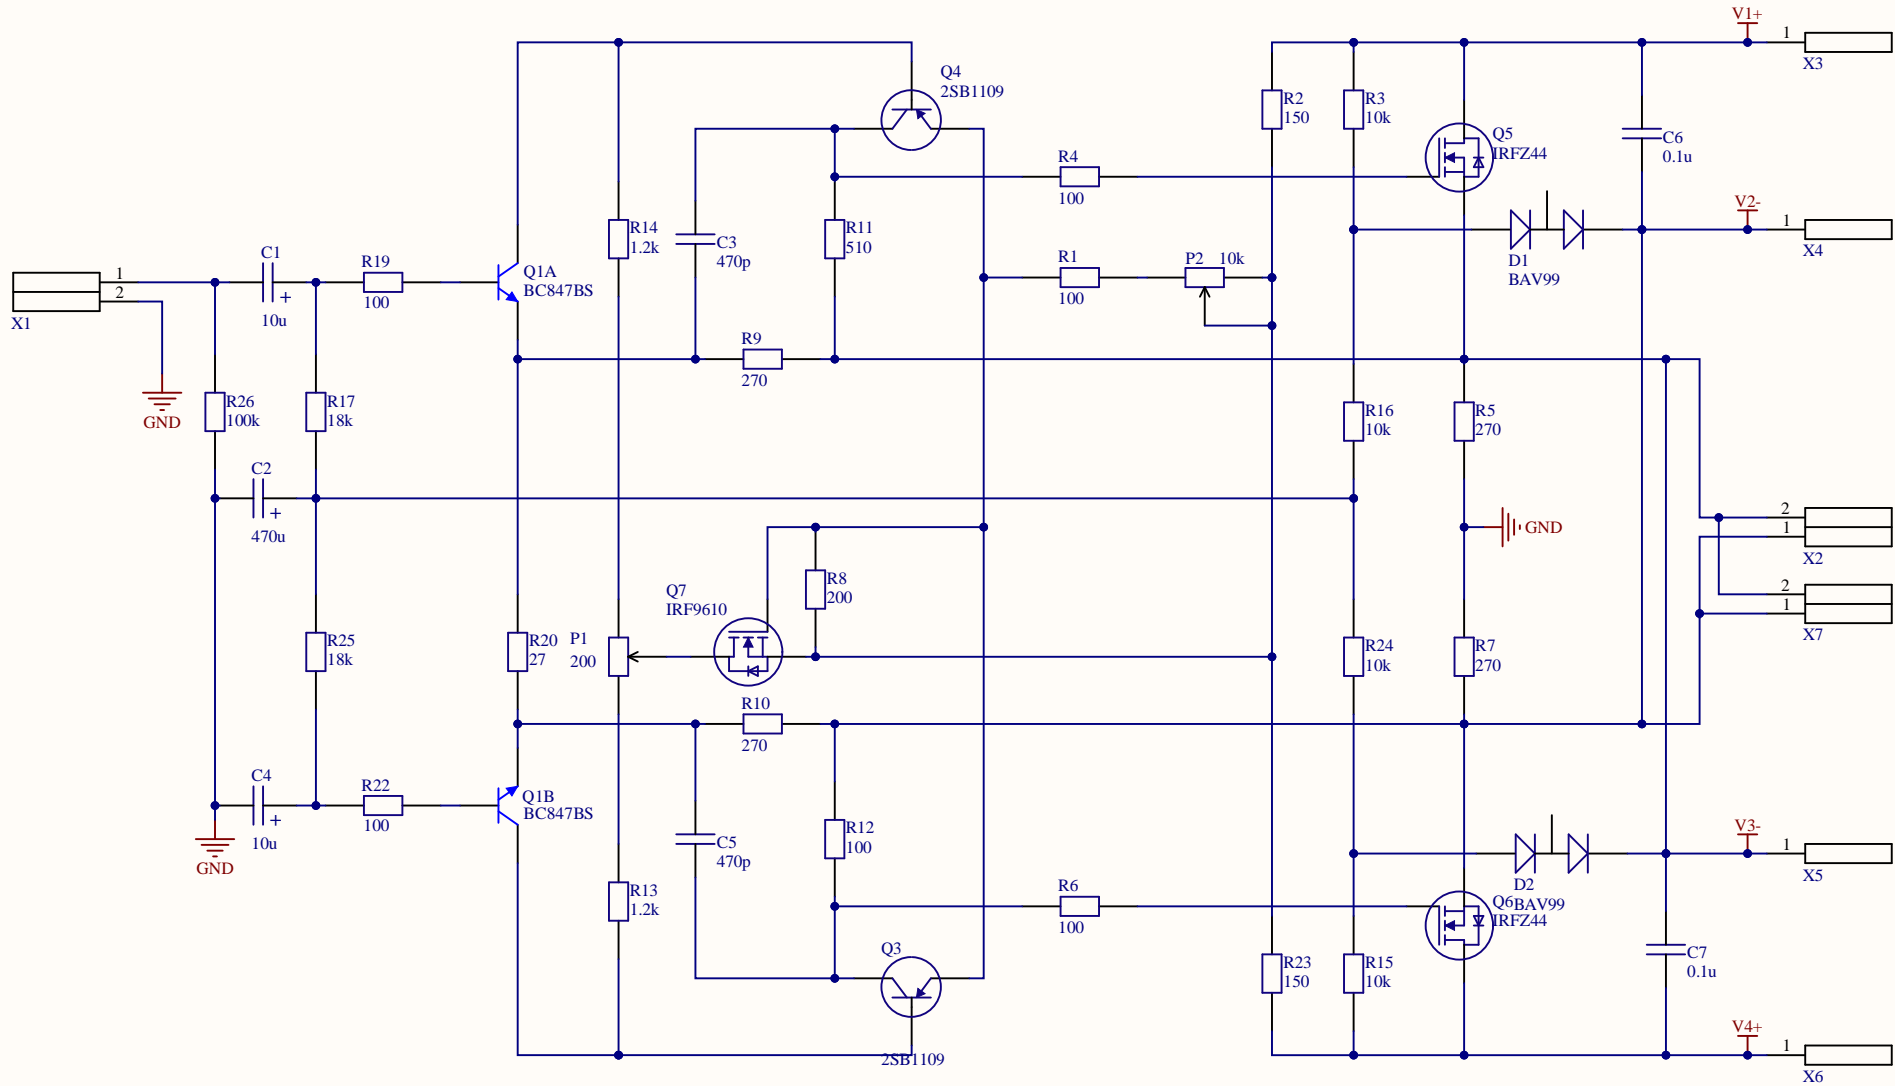 V1+
1
X3
Q4
2SB1109
R2
150
R3
10k
Q5
IRFZ44
C6
0.1u
R4
100
V2-
1
X4
R14
1.2k
C3
470p
R11
510
D1
BAV99
C1
10u
R19
100
Q1A
BC847BS
R1
100
P2 10k
1
2
X1
GND
R9
270
R26
100k
R17
18k
R16
10k
R5
270
C2
470u
GND
2
1
X2
Q7
IRF9610
R8
200
2
1
X7
R25
18k
R20
27
P1
200
R24
10k
R7
270
R10
270
C4
10u
R22
100
Q1B
BC847BS
C5
470p
R12
100
V3-
1
X5
GND
R13
1.2k
R6
100
D2
BAV99
Q6
IRFZ44
Q3
2SB1109
R23
150
R15
10k
C7
0.1u
V4+
1
X6